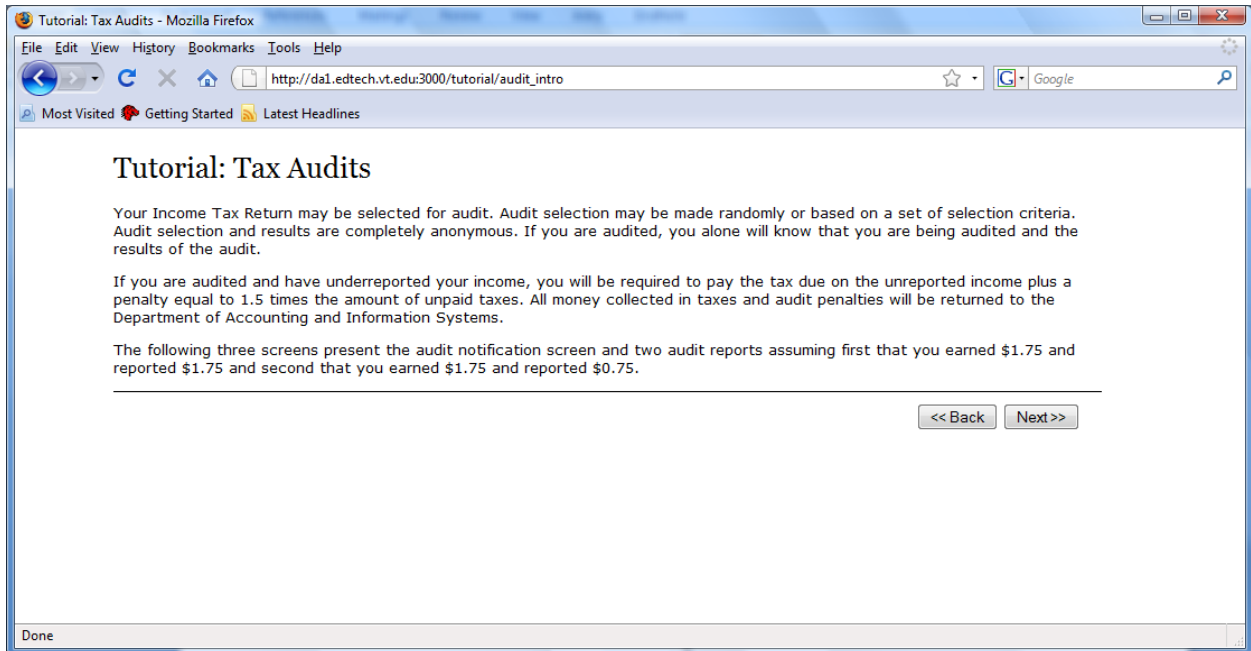 Tutorial: Tax Audits - Mozilla Firefox
File Edit View History Bookmarks Tools Help
http://da1.edtech.vt.edu:3000/tutorial/audit_intro
G Google
Most Visited Getting Started Latest Headlines
Tutorial: Tax Audits
Your Income Tax Return may be selected for audit. Audit selection may be made randomly or based on a set of selection criteria.
Audit selection and results are completely anonymous. If you are audited, you alone will know that you are being audited and the
results of the audit.
If you are audited and have underreported your income, you will be required to pay the tax due on the unreported income plus a
penalty equal to 1.5 times the amount of unpaid taxes. All money collected in taxes and audit penalties will be returned to the
Department of Accounting and Information Systems.
The following three screens present the audit notification screen and two audit reports assuming first that you earned $1.75 and
reported $1.75 and second that you earned $1.75 and reported $0.75.
<< Back Next >>
Done